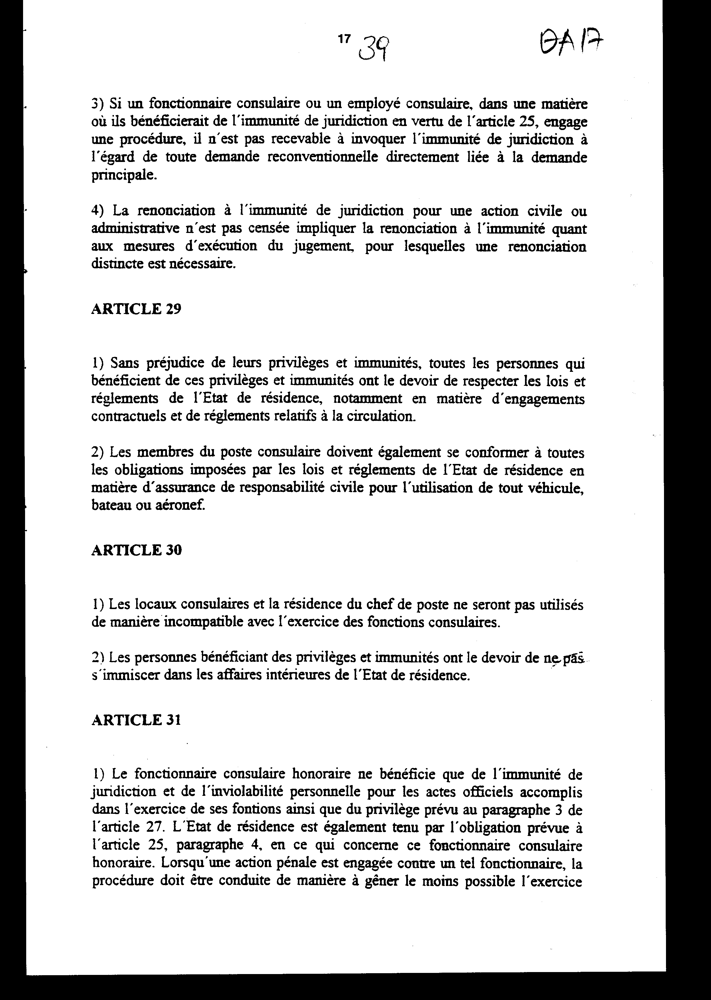 17 39
3) Si un fonctionnaire consulaire ou un employé consulaire, dans une matière
où ils bénéficierait de l´immunité de juridiction en vertu de l´article 25, engage
une procédure, il n´est pas recevable à invoquer l´immunité de juridiction à
l´égard de toute demande reconventionnelle directement liée à la demande
principale.
4) La renonciation à l´immunité de juridiction pour une action civile ou
administrative n´est pas censée impliquer la renonciation à l´immunité quant
aux mesures d´exécution du jugement, pour lesquelles une renonciation
distincte est nécessaire.
ARTICLE 29
1) Sans préjudice de leurs privilèges et immunités, toutes les personnes qui
bénéficient de ces privilèges et immunités ont le devoir de respecter les lois et
réglements de l´Etat de résidence, notamment en matière d´engagements
contractuels et de réglements relatifs à la circulation.
2) Les membres du poste consulaire doivent également se conformer à toutes
les obligations imposées par les lois et réglements de l´Etat de résidence en
matière d´assurance de responsabilité civile pour l´utilisation de tout véhicule,
bateau ou aéronef.
ARTICLE 30
1) Les locaux consulaires et la résidence du chef de poste ne seront pas utilisés
de manière incompatible avec l´exercice des fonctions consulaires.
2) Les personnes bénéficiant des privilèges et immunités ont le devoir de ne pas
s´immiscer dans les affaires intérieures de l´Etat de résidence.
ARTICLE 31
1) Le fonctionnaire consulaire honoraire ne bénéficie que de l´immunité de
juridiction et de l´inviolabilité personnelle pour les actes officiels accomplis
dans l´exercice de ses fontions ainsi que du privilège prévu au paragraphe 3 de
l´article 27. L´Etat de résidence est également tenu par l´obligation prévue à
l´article 25, paragraphe 4, en ce qui concerne ce fonctionnaire consulaire
honoraire. Lorsqu´une action pénale est engagée contre un tel fonctionnaire, la
procédure doit être conduite de manière à gêner le moins possible l´exercice